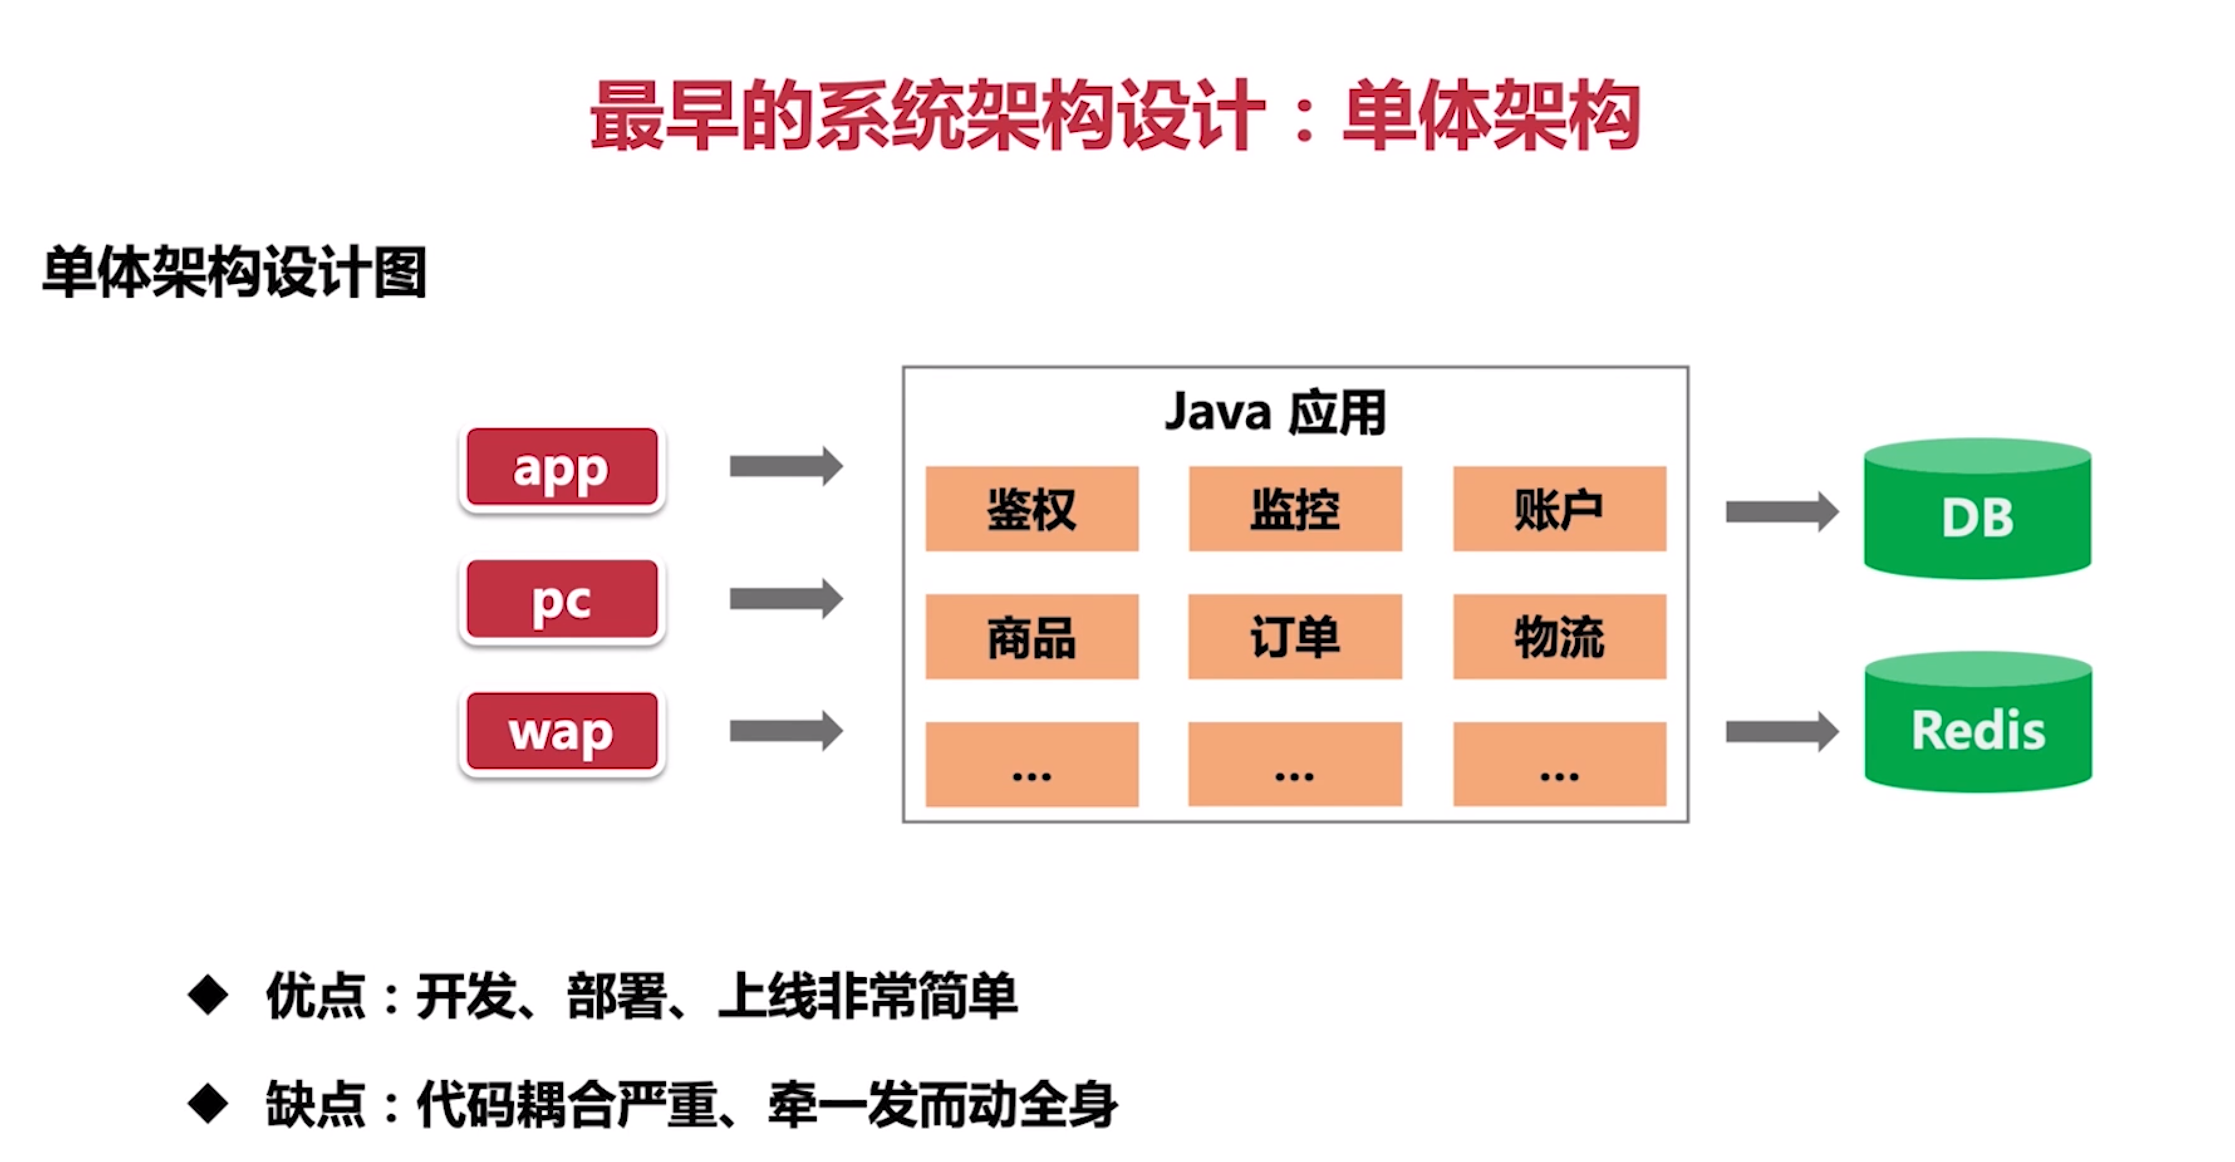 最早的系统架构设计：单体架构
单体架构设计图
Java 应用
app
pc
wap
鉴权 监控 账户
商品 订单 物流
... ... ...
DB
Redis
优点：开发、部署、上线非常简单
缺点：代码耦合严重、牵一发而动全身